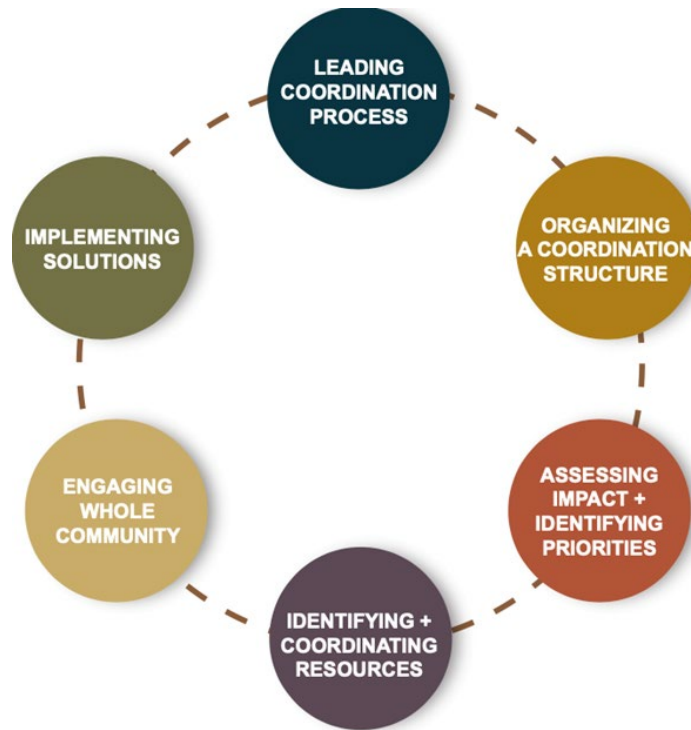 LEADING
COORDINATION
PROCESS
ORGANIZING
A COORDINATION
STRUCTURE
ASSESSING
IMPACT +
IDENTIFYING
PRIORITIES
IDENTIFYING +
COORDINATING
RESOURCES
ENGAGING
WHOLE
COMMUNITY
IMPLEMENTING
SOLUTIONS